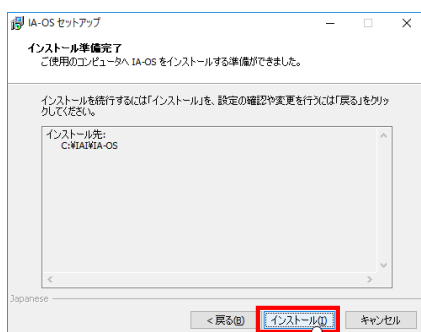 IA-OS セットアップ
インストール準備完了
ご使用のコンピュータへ IA-OS をインストールする準備ができました。
インストールを続行するには「インストール」を、設定の確認や変更を行うには「戻る」をクリッ
クしてください。
インストール先:
C:¥IAI¥IA-OS
Japanese
< 戻る(B)
インストール(I)
キャンセル